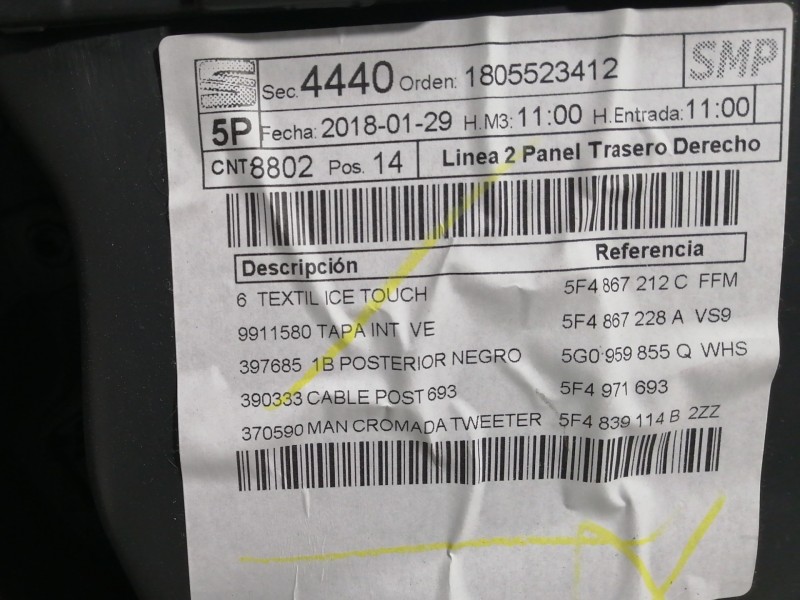 S Sec. 4440 Orden: 1805523412 SMP
5P Fecha: 2018-01-29 H.M3: 11:00 H.Entrada: 11:00
CNT 8802 Pos. 14 Linea 2 Panel Trasero Derecho
Descripción Referencia
6 TEXTIL ICE TOUCH 5F4 867 212 C FFM
9911580 TAPA INT VE 5F4 867 228 A VS9
397685 1B POSTERIOR NEGRO 5G0 959 855 Q WHS
390333 CABLE POST 693 5F4 971 693
370590 MAN CROMADA TWEETER 5F4 839 114 B 2ZZ